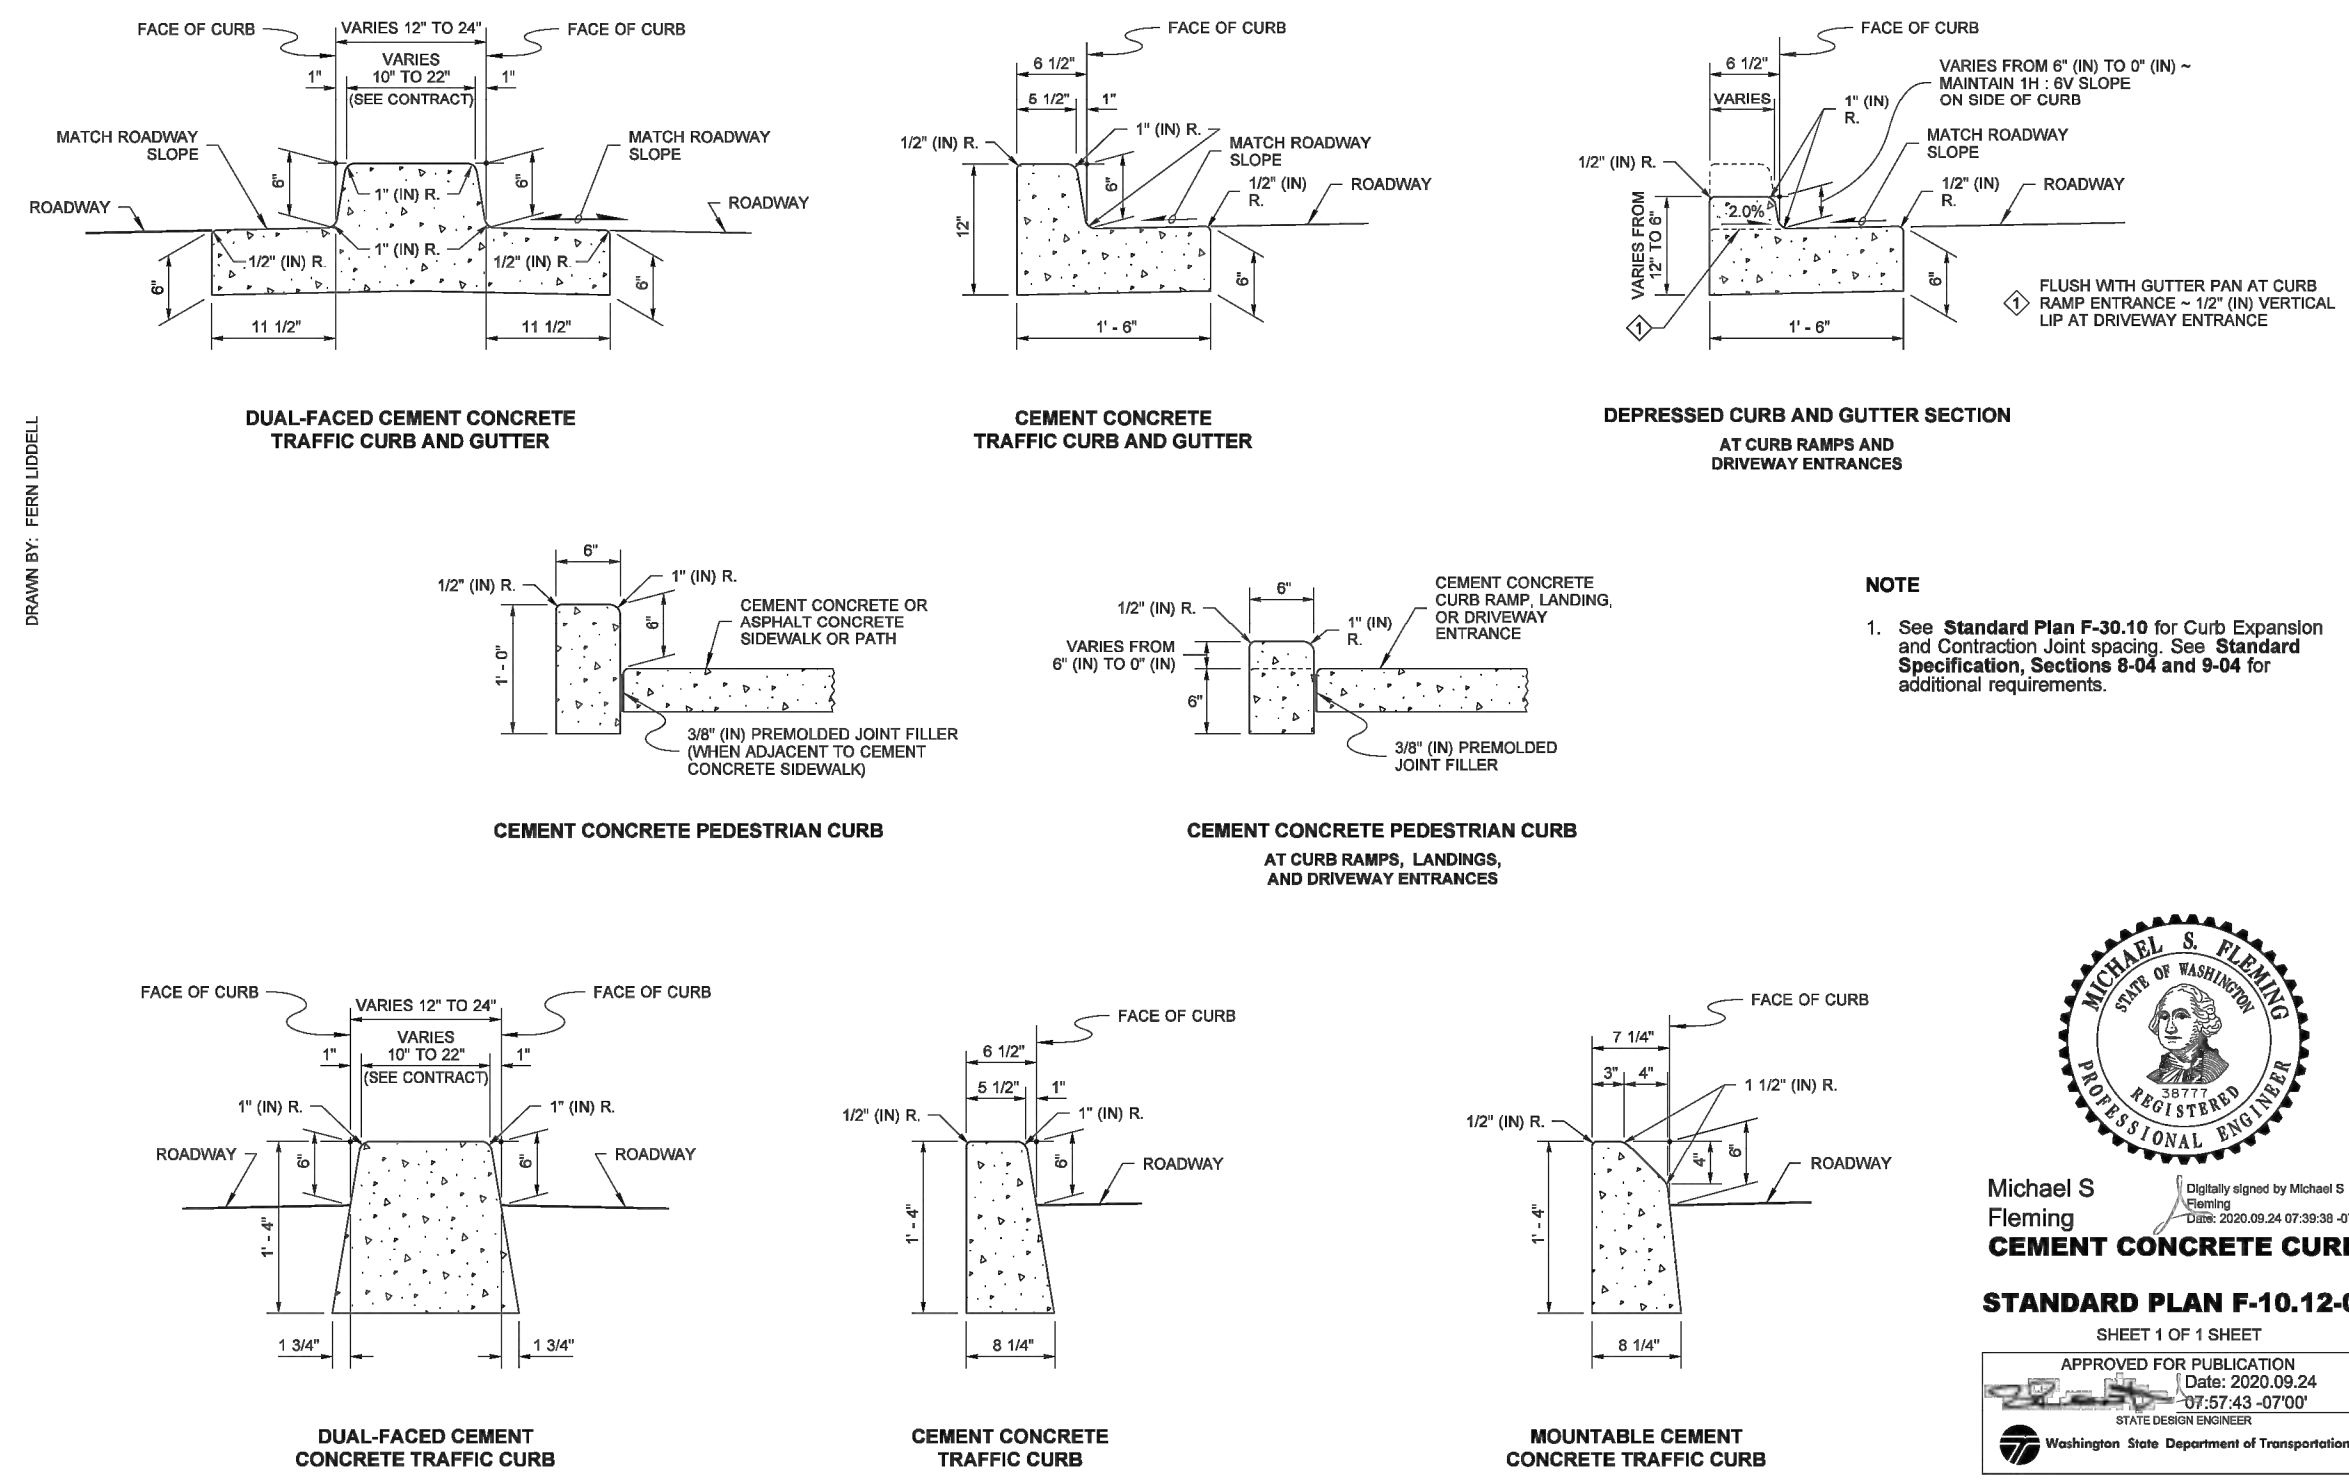 FACE OF CURB
VARIES 12" TO 24"
FACE OF CURB
VARIES
1"
10" TO 22"
1"
(SEE CONTRACT)
MATCH ROADWAY
SLOPE
MATCH ROADWAY
SLOPE
6"
6"
1" (IN) R.
ROADWAY
ROADWAY
1" (IN) R.
1/2" (IN) R.
1/2" (IN) R.
6"
6"
11 1/2"
11 1/2"
DUAL-FACED CEMENT CONCRETE
TRAFFIC CURB AND GUTTER
FACE OF CURB
6 1/2"
5 1/2"
1"
1/2" (IN) R.
1" (IN) R.
MATCH ROADWAY
SLOPE
6"
1/2" (IN)
R.
ROADWAY
12"
6"
1' - 6"
CEMENT CONCRETE
TRAFFIC CURB AND GUTTER
FACE OF CURB
6 1/2"
VARIES FROM 6" (IN) TO 0" (IN) ~
MAINTAIN 1H : 6V SLOPE
ON SIDE OF CURB
VARIES
1" (IN)
R.
MATCH ROADWAY
SLOPE
1/2" (IN) R.
1/2" (IN)
R.
ROADWAY
2.0%
VARIES FROM
12" TO 6"
6"
1
1' - 6"
1
FLUSH WITH GUTTER PAN AT CURB
RAMP ENTRANCE ~ 1/2" (IN) VERTICAL
LIP AT DRIVEWAY ENTRANCE
DEPRESSED CURB AND GUTTER SECTION
AT CURB RAMPS AND
DRIVEWAY ENTRANCES
DRAWN BY: FERN LIDDELL
6"
1/2" (IN) R.
1" (IN) R.
6"
CEMENT CONCRETE OR
ASPHALT CONCRETE
SIDEWALK OR PATH
1' - 0"
3/8" (IN) PREMOLDED JOINT FILLER
(WHEN ADJACENT TO CEMENT
CONCRETE SIDEWALK)
CEMENT CONCRETE PEDESTRIAN CURB
6"
1/2" (IN) R.
1" (IN)
R.
CEMENT CONCRETE
CURB RAMP, LANDING,
OR DRIVEWAY
ENTRANCE
VARIES FROM
6" (IN) TO 0" (IN)
6"
3/8" (IN) PREMOLDED
JOINT FILLER
CEMENT CONCRETE PEDESTRIAN CURB
AT CURB RAMPS, LANDINGS,
AND DRIVEWAY ENTRANCES
NOTE
1. See Standard Plan F-30.10 for Curb Expansion
and Contraction Joint spacing. See Standard
Specification, Sections 8-04 and 9-04 for
additional requirements.
FACE OF CURB
VARIES 12" TO 24"
FACE OF CURB
VARIES
1"
10" TO 22"
1"
(SEE CONTRACT)
1" (IN) R.
1" (IN) R.
ROADWAY
6"
6"
ROADWAY
1' - 4"
1 3/4"
1 3/4"
DUAL-FACED CEMENT
CONCRETE TRAFFIC CURB
FACE OF CURB
6 1/2"
5 1/2"
1"
1/2" (IN) R.
1" (IN) R.
6"
ROADWAY
1' - 4"
8 1/4"
CEMENT CONCRETE
TRAFFIC CURB
FACE OF CURB
7 1/4"
3"
4"
1 1/2" (IN) R.
1/2" (IN) R.
4"
6"
ROADWAY
1' - 4"
8 1/4"
MOUNTABLE CEMENT
CONCRETE TRAFFIC CURB
MICHAEL S. FLEMING
STATE OF WASHINGTON
38777
REGISTERED
PROFESSIONAL ENGINEER
Michael S
Fleming
Digitally signed by Michael S
Fleming
Date: 2020.09.24 07:39:38
CEMENT CONCRETE
STANDARD PLAN F-10.12-
SHEET 1 OF 1 SHEET
APPROVED FOR PUBLICATION
Date: 2020.09.24
07:57:43 -07'00'
STATE DESIGN ENGINEER
Washington State Department of Transportation